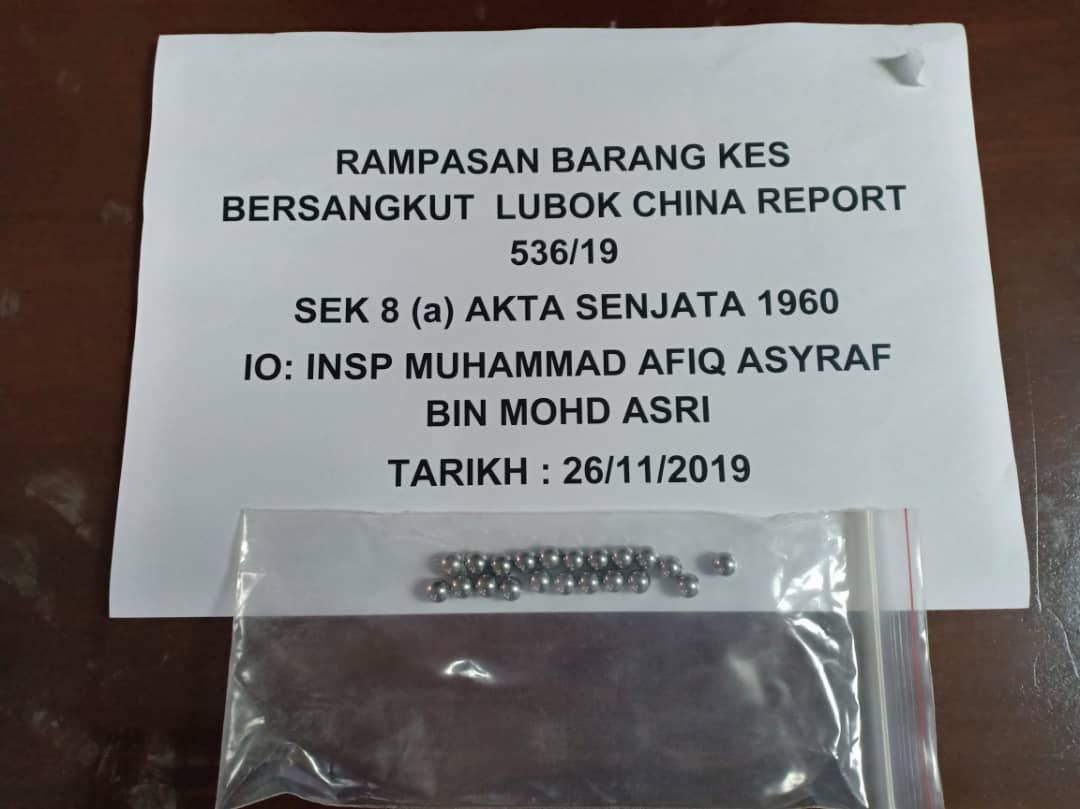 RAMPASAN BARANG KES
BERSANGKUT LUBOK CHINA REPORT
536/19
SEK 8 (a) AKTA SENJATA 1960
IO: INSP MUHAMMAD AFIQ ASYRAF
BIN MOHD ASRI
TARIKH : 26/11/2019